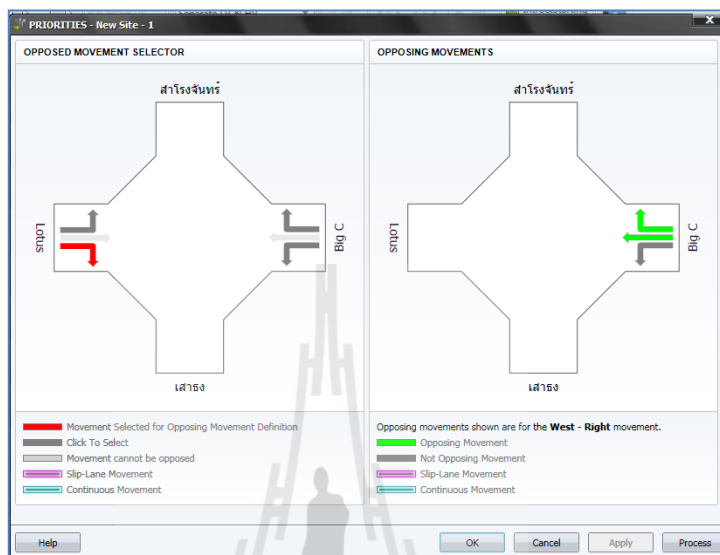 PRIORITIES - New Site - 1
OPPOSED MOVEMENT SELECTOR
สำโรงจันทร์
Lotus
Big C
เสาธง
Movement Selected for Opposing Movement Definition
Click To Select
Movement cannot be opposed
Slip-Lane Movement
Continuous Movement
OPPOSING MOVEMENTS
สำโรงจันทร์
Lotus
Big C
เสาธง
Opposing movements shown are for the West - Right movement.
Opposing Movement
Not Opposing Movement
Slip-Lane Movement
Continuous Movement
Help
OK
Cancel
Apply
Process